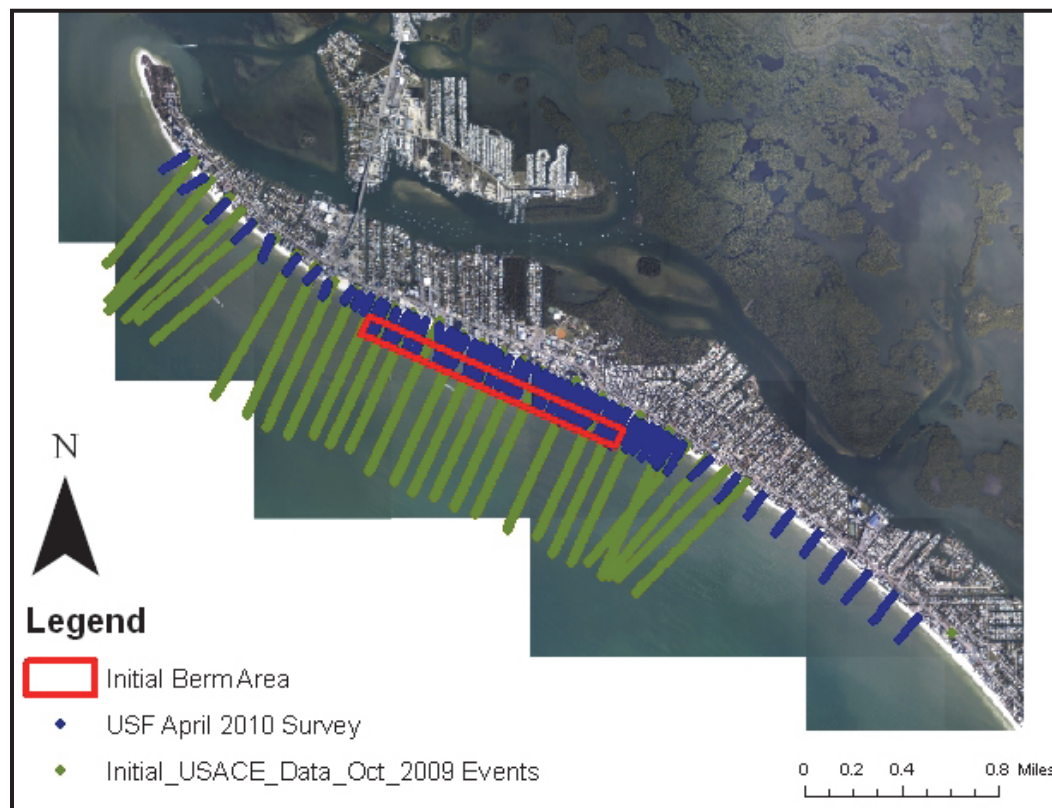 N
Legend
Initial Berm Area
USF April 2010 Survey
Initial_USACE_Data_Oct_2009 Events
0 0.2 0.4 0.8 Miles